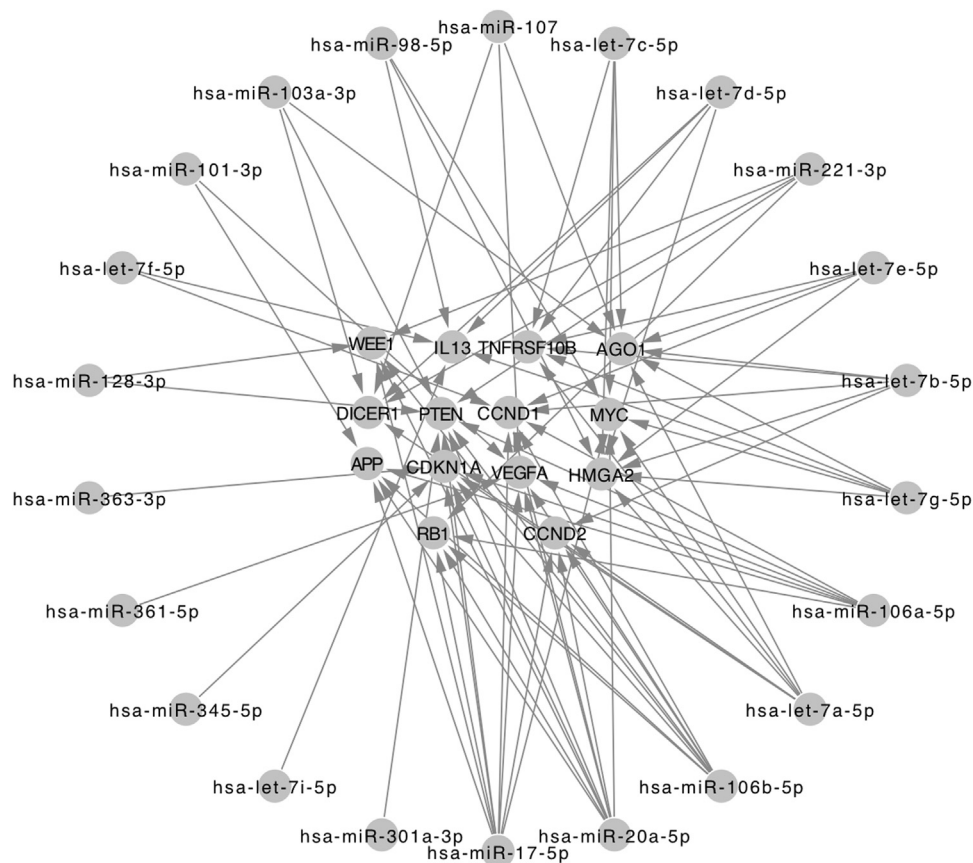 hsa-miR-107
hsa-miR-98-5p
hsa-let-7c-5p
hsa-miR-103a-3p
hsa-let-7d-5p
hsa-miR-101-3p
hsa-miR-221-3p
hsa-let-7f-5p
hsa-let-7e-5p
WEE1
IL13
TNFRSF10B
AGO1
hsa-miR-128-3p
hsa-let-7b-5p
DICER1
PTEN
CCND1
MYC
APP
CDKN1A
VEGFA
HMGA2
hsa-miR-363-3p
hsa-let-7g-5p
RB1
CCND2
hsa-miR-361-5p
hsa-miR-106a-5p
hsa-miR-345-5p
hsa-let-7a-5p
hsa-let-7i-5p
hsa-miR-106b-5p
hsa-miR-301a-3p
hsa-miR-20a-5p
hsa-miR-17-5p